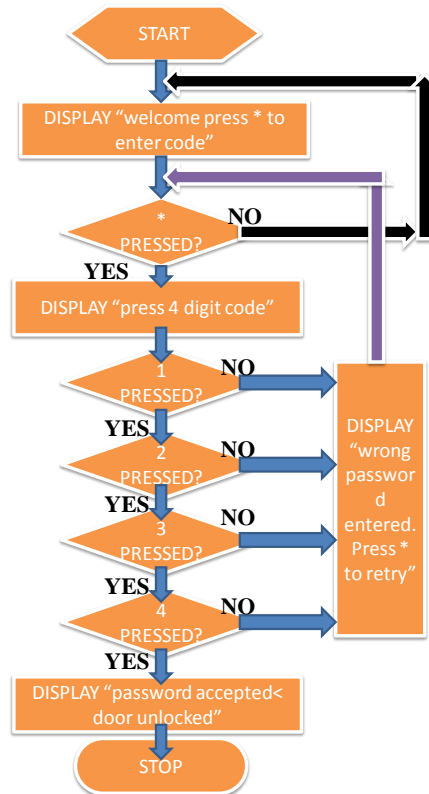 START
DISPLAY “welcome press * to
enter code”
*
PRESSED?
NO
YES
DISPLAY “press 4 digit code”
1
PRESSED?
NO
YES
2
PRESSED?
NO
YES
3
PRESSED?
NO
YES
4
PRESSED?
NO
YES
DISPLAY
“wrong
passwor
d
entered.
Press *
to retry”
DISPLAY “password accepted<
door unlocked”
STOP